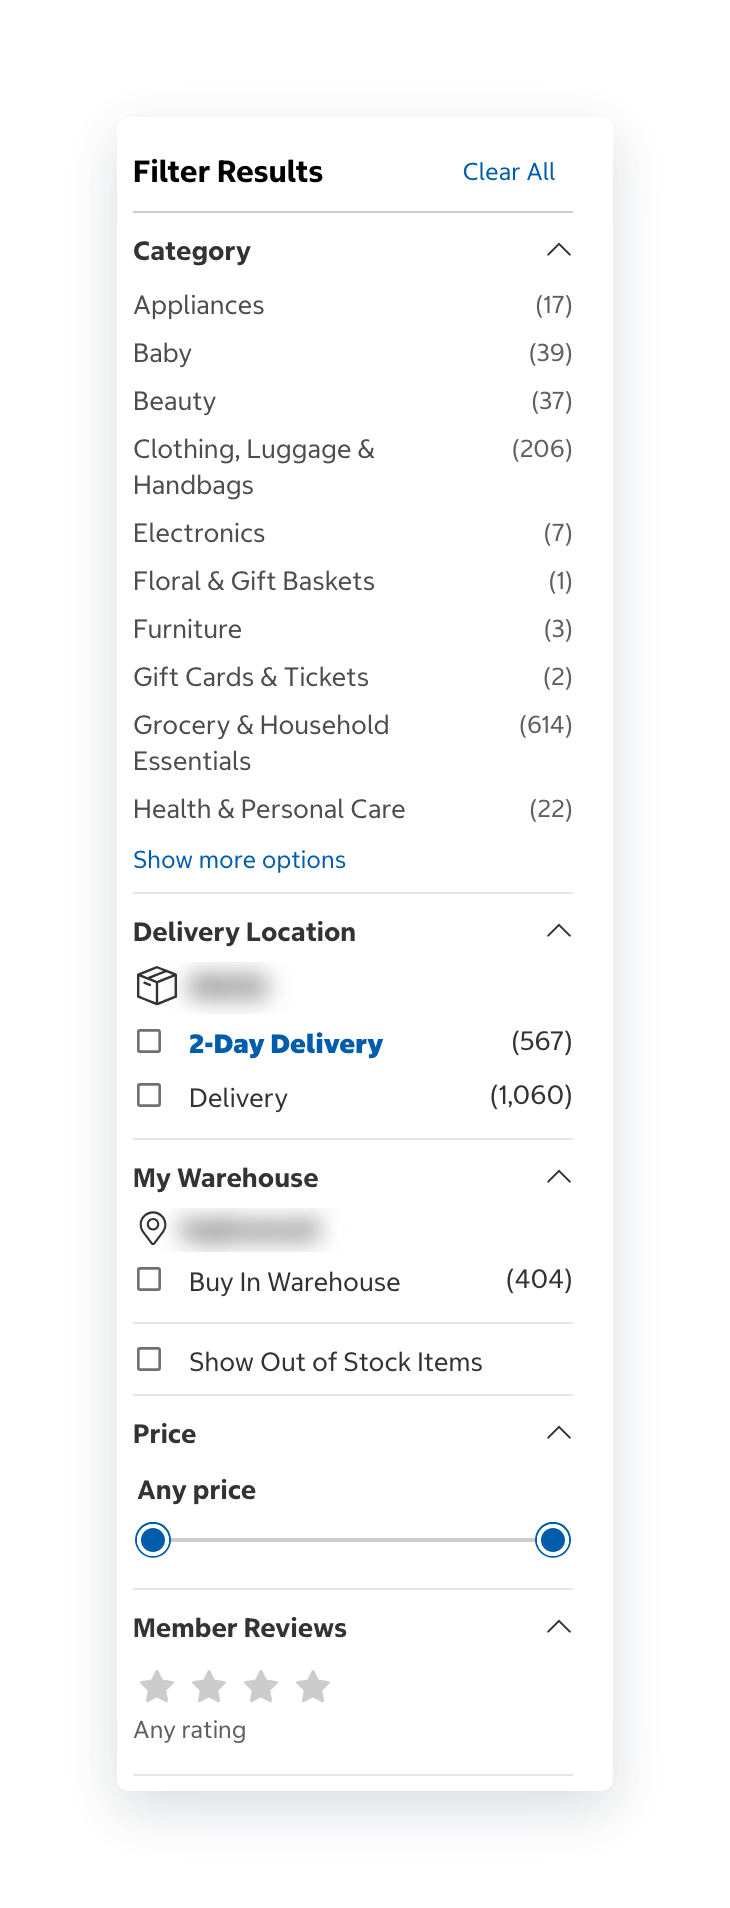 Filter Results Clear All
Category
Appliances (17)
Baby (39)
Beauty (37)
Clothing, Luggage & (206)
Handbags
Electronics (7)
Floral & Gift Baskets (1)
Furniture (3)
Gift Cards & Tickets (2)
Grocery & Household (614)
Essentials
Health & Personal Care (22)
Show more options
Delivery Location
2-Day Delivery (567)
Delivery (1,060)
My Warehouse
Buy In Warehouse (404)
Show Out of Stock Items
Price
Any price
Member Reviews
Any rating